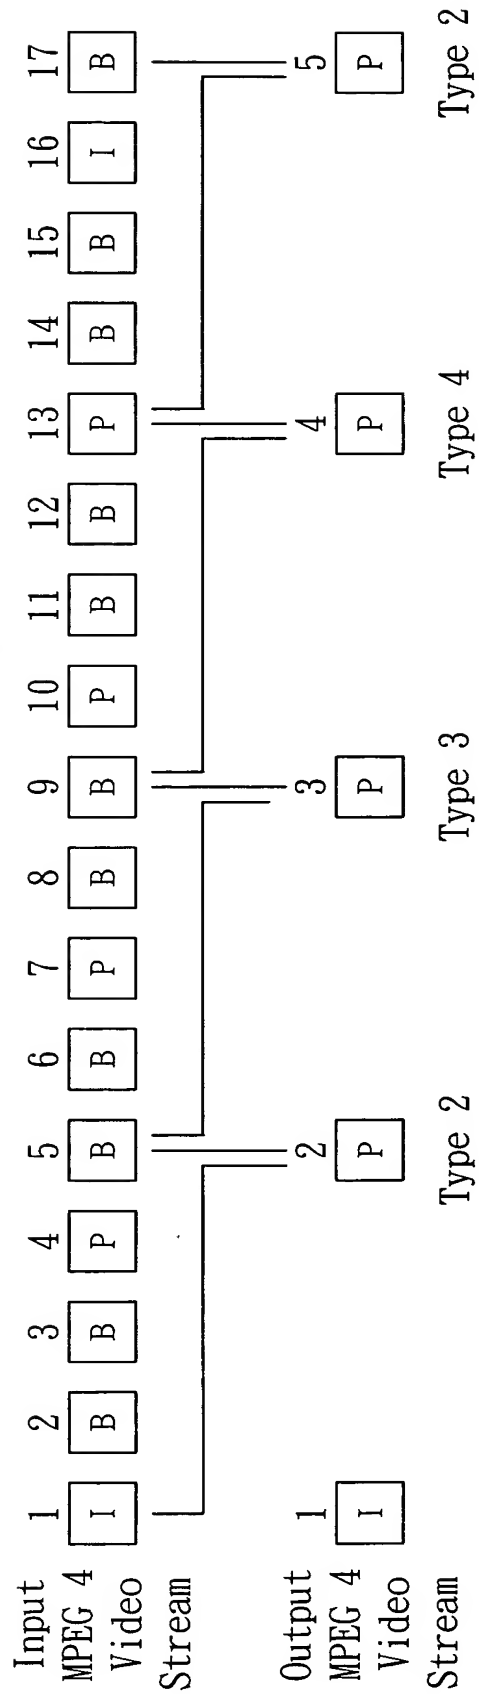 Input
MPEG 4
Video
Stream
1 2 3 4 5 6 7 8 9 10 11 12 13 14 15 16 17
I B B P B B P B B P B B P B B I B
Output
MPEG 4
Video
Stream
1 2 3 4 5
I P P P P
Type 2 Type 3 Type 4 Type 2